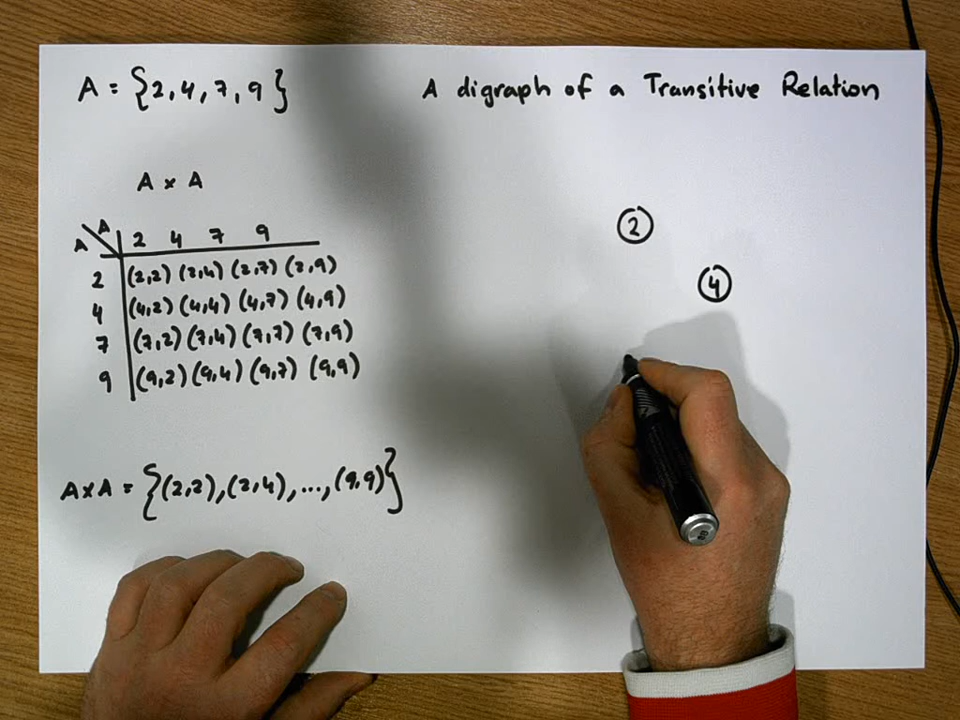 A = {2, 4, 7, 9}
A digraph of a Transitive Relation
A × A
A A 2 4 7 9
2 (2,2) (2,4) (2,7) (2,9)
4 (4,2) (4,4) (4,7) (4,9)
7 (7,2) (7,4) (7,7) (7,9)
9 (9,2) (9,4) (9,7) (9,9)
A×A = {(2,2),(2,4),...,(9,9)}
2
4